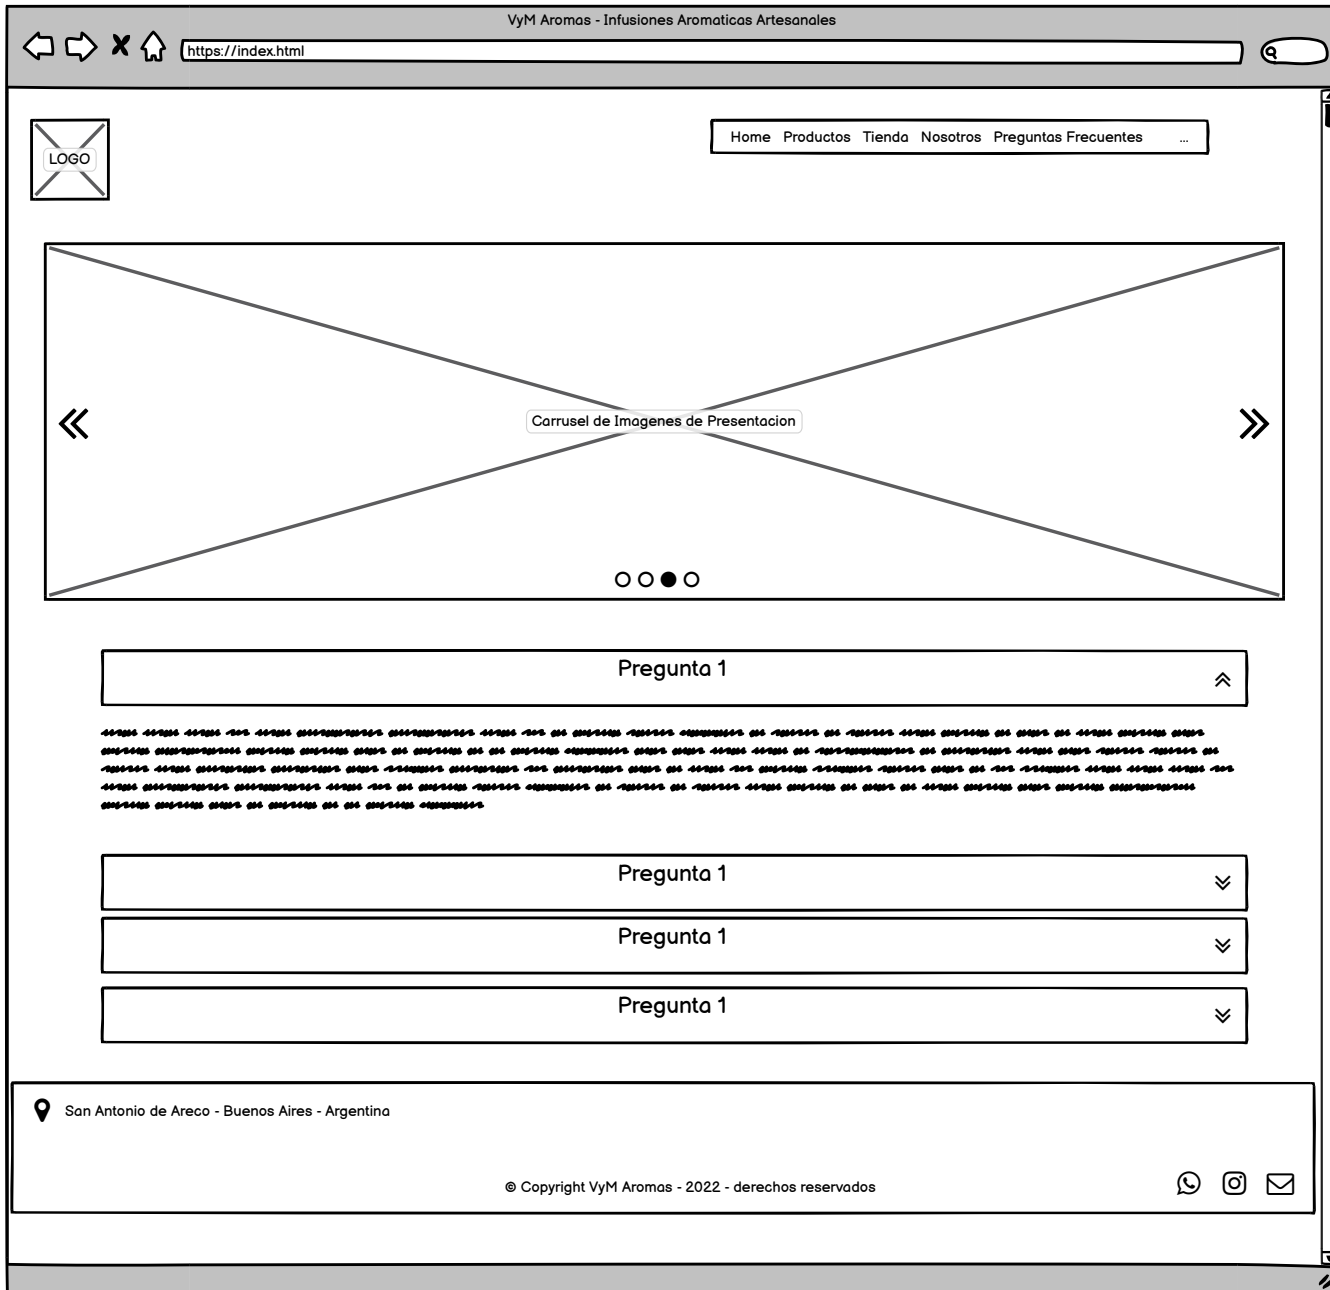 VyM Aromas - Infusiones Aromaticas Artesanales
https://index.html
LOGO
Home Productos Tienda Nosotros Preguntas Frecuentes ...
Carrusel de Imagenes de Presentacion
Pregunta 1
Pregunta 1
Pregunta 1
Pregunta 1
San Antonio de Areco - Buenos Aires - Argentina
© Copyright VyM Aromas - 2022 - derechos reservados